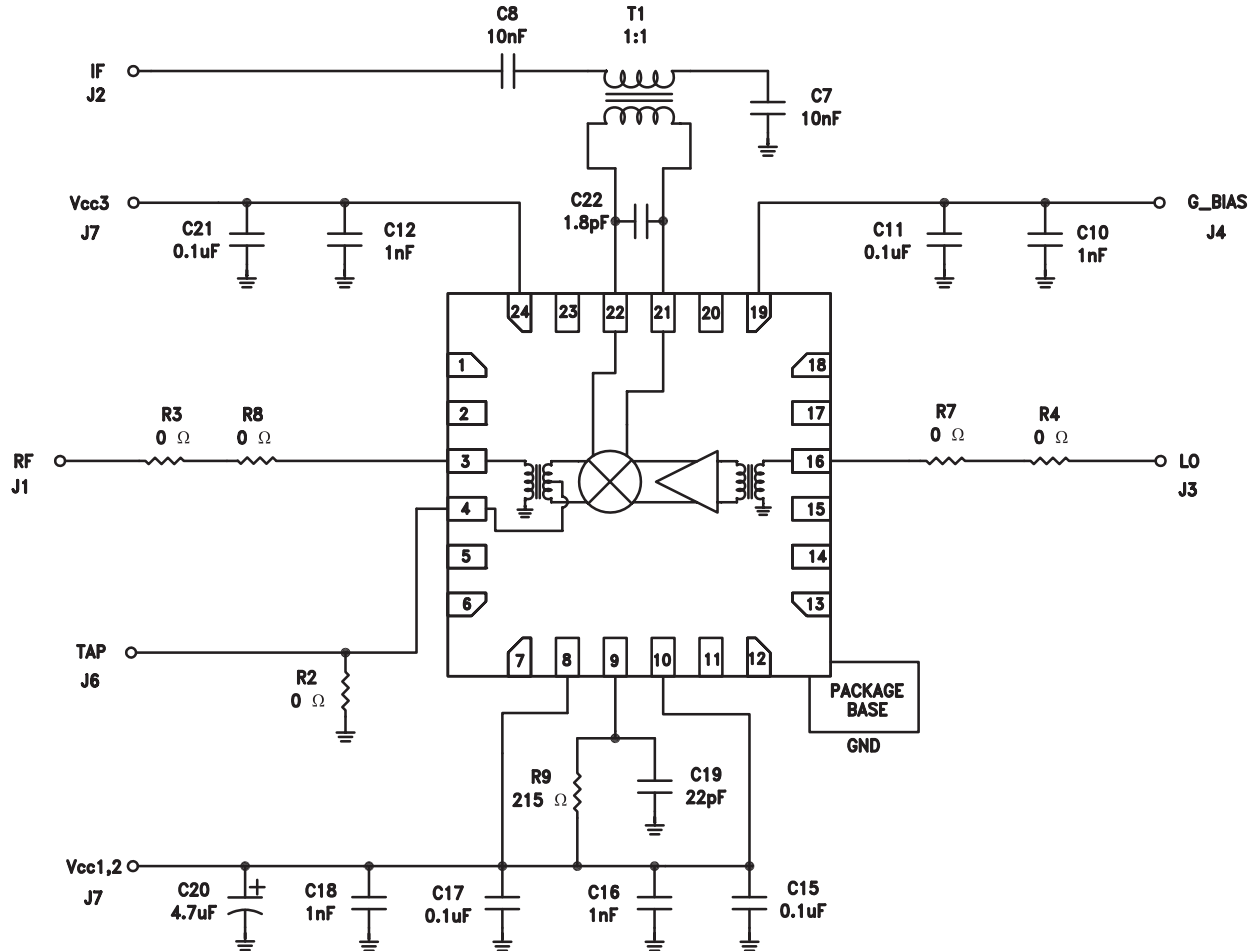 C8
10nF
T1
1:1
IF
J2
C7
10nF
Vcc3
J7
C21
0.1uF
C12
1nF
C22
1.8pF
C11
0.1uF
C10
1nF
G_BIAS
J4
24
23
22
21
20
19
1
18
2
17
R3
0 Ω
R8
0 Ω
R7
0 Ω
R4
0 Ω
RF
J1
3
16
LO
J3
4
15
5
14
6
13
TAP
J6
R2
0 Ω
7
8
9
10
11
12
PACKAGE
BASE
GND
R9
215 Ω
C19
22pF
Vcc1,2
J7
C20
4.7uF
+
C18
1nF
C17
0.1uF
C16
1nF
C15
0.1uF